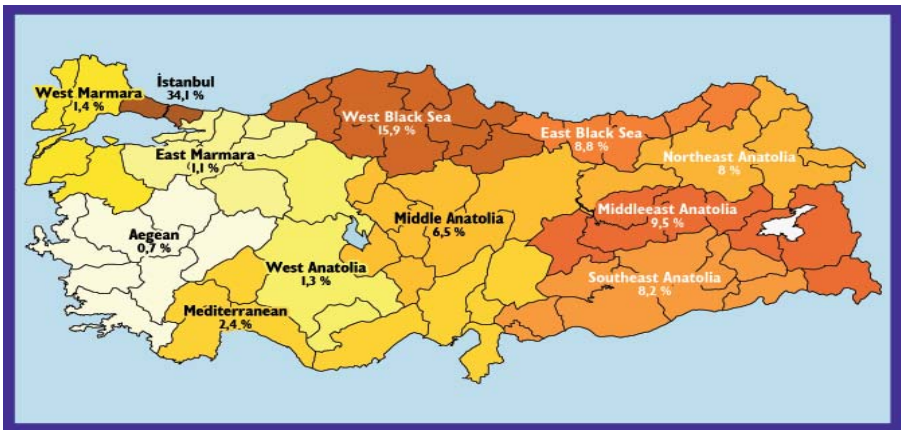 West Marmara
1,4 %
İstanbul
34,1 %
West Black Sea
15,9 %
East Black Sea
8,8 %
East Marmara
1,1 %
Northeast Anatolia
8 %
Middle Anatolia
6,5 %
Middleeast Anatolia
9,5 %
Aegean
0,7 %
West Anatolia
1,3 %
Southeast Anatolia
8,2 %
Mediterranean
2,4 %